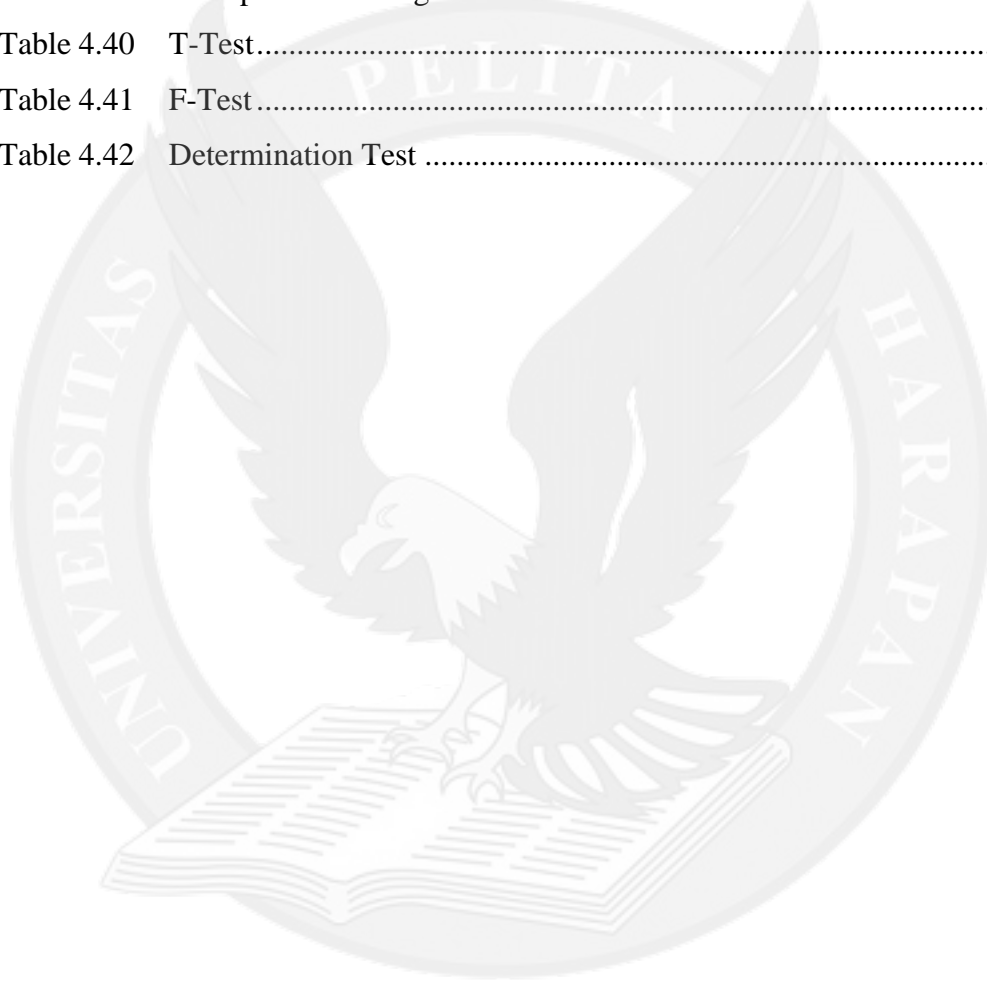 Table 4.40 T-Test..........................................................................................
Table 4.41 F-Test..........................................................................................
Table 4.42 Determination Test .....................................................................
UNIVERSITAS PELITA HARAPAN